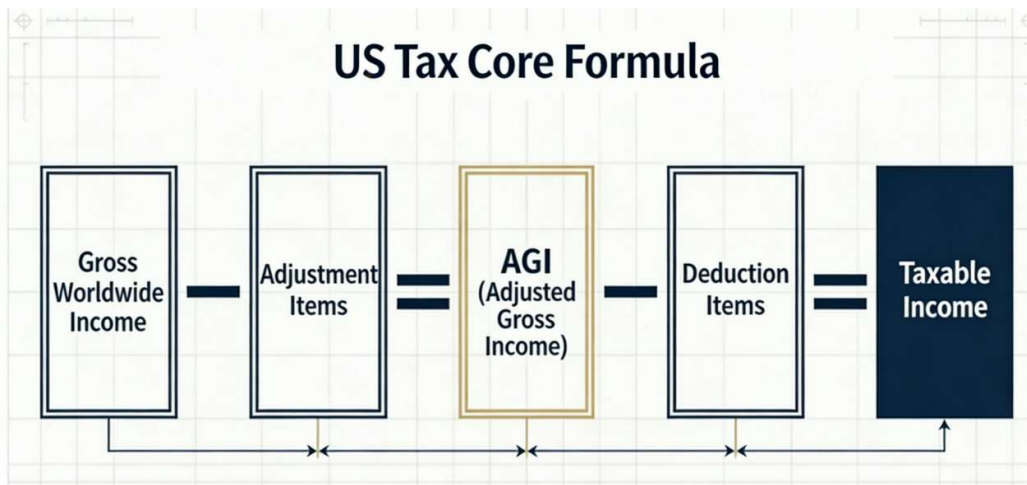 US Tax Core Formula
Gross
Worldwide
Income
Adjustment
Items
AGI
(Adjusted
Gross
Income)
Deduction
Items
Taxable
Income